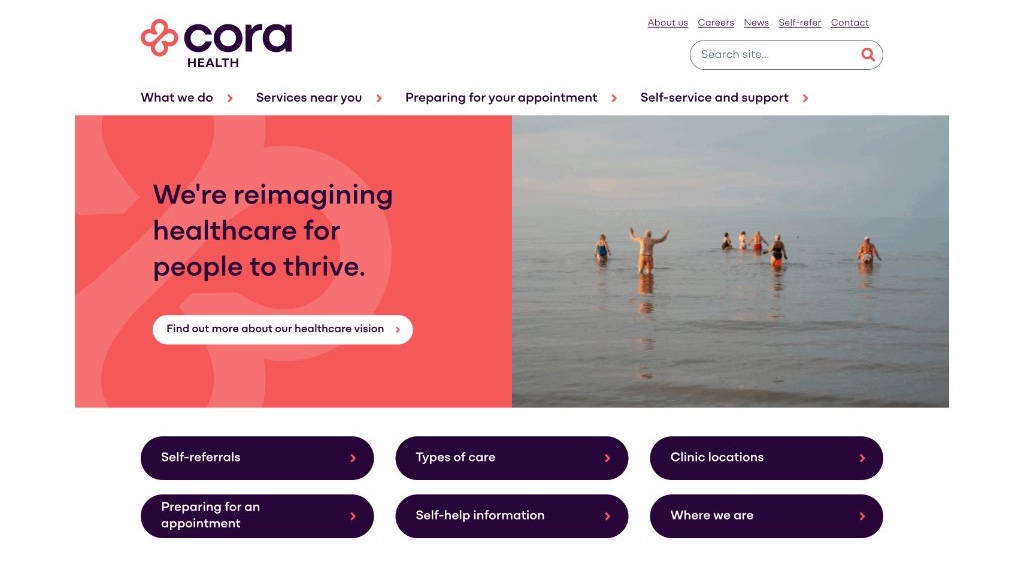 cora
HEALTH
About us Careers News Self-refer Contact
Search site...
What we do Services near you Preparing for your appointment Self-service and support
We're reimagining
healthcare for
people to thrive.
Find out more about our healthcare vision
Self-referrals Types of care Clinic locations
Preparing for an
appointment
Self-help information Where we are